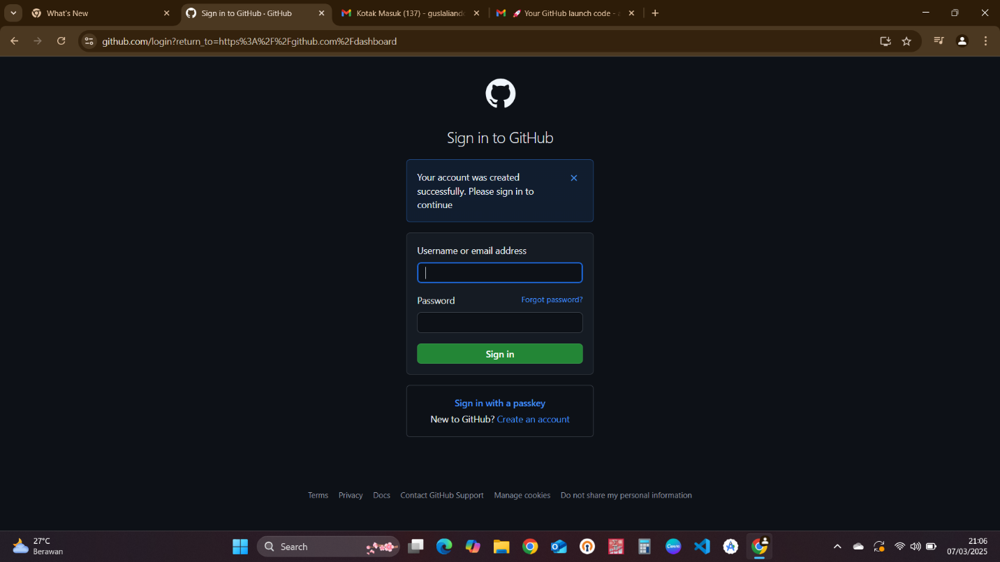 What's New
Sign in to GitHub · GitHub
Kotak Masuk (137) - guslaliand
Your GitHub launch code -
github.com/login?return_to=https%3A%2F%2Fgithub.com%2Fdashboard
Sign in to GitHub
Your account was created
successfully. Please sign in to
continue
Username or email address
Password
Forgot password?
Sign in
Sign in with a passkey
New to GitHub? Create an account
Terms
Privacy
Docs
Contact GitHub Support
Manage cookies
Do not share my personal information
27°C
Berawan
Search
Canva
21:06
07/03/2025